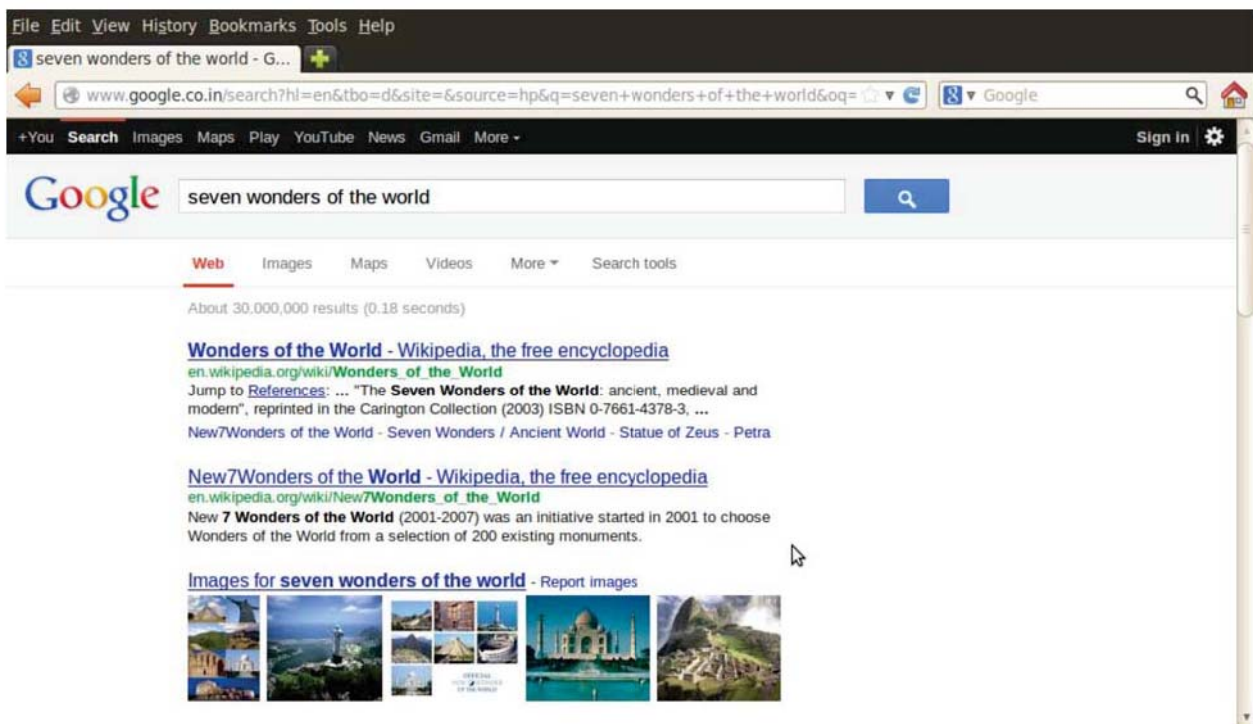 File Edit View History Bookmarks Tools Help
seven wonders of the world - G...
www.google.co.in/search?hl=en&tbo=d&site=&source=hp&q=seven+wonders+of+the+world&oq= Google
+You Search Images Maps Play YouTube News Gmail More Sign in
Google seven wonders of the world
Web Images Maps Videos More Search tools
About 30,000,000 results (0.18 seconds)
Wonders of the World - Wikipedia, the free encyclopedia
en.wikipedia.org/wiki/Wonders_of_the_World
Jump to References: ... "The Seven Wonders of the World: ancient, medieval and
modern", reprinted in the Carington Collection (2003) ISBN 0-7661-4378-3, ...
New7Wonders of the World - Seven Wonders / Ancient World - Statue of Zeus - Petra
New7Wonders of the World - Wikipedia, the free encyclopedia
en.wikipedia.org/wiki/New7Wonders_of_the_World
New 7 Wonders of the World (2001-2007) was an initiative started in 2001 to choose
Wonders of the World from a selection of 200 existing monuments.
Images for seven wonders of the world - Report images
OFFICIAL
OF THE WORLD